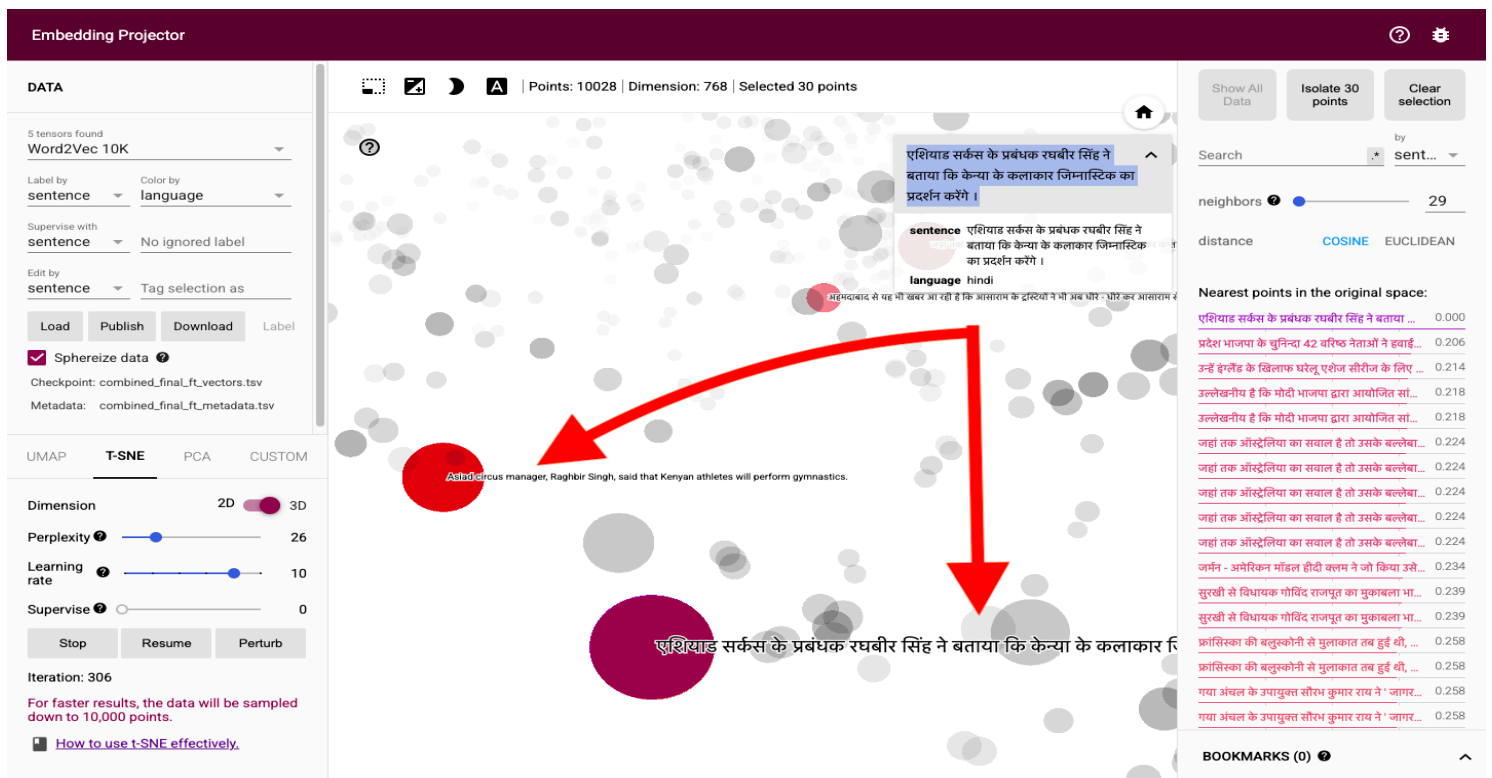 Embedding Projector
DATA
5 tensors found
Word2Vec 10K
Label by
sentence
Color by
language
Supervise with
sentence
No ignored label
Edit by
sentence
Tag selection as
Load
Publish
Download
Label
Sphereize data
Checkpoint: combined_final_ft_vectors.tsv
Metadata: combined_final_ft_metadata.tsv
UMAP
T-SNE
PCA
CUSTOM
Dimension
2D
3D
Perplexity
26
Learning
rate
10
Supervise
0
Stop
Resume
Perturb
Iteration: 306
For faster results, the data will be sampled
down to 10,000 points.
How to use t-SNE effectively.
A
Points: 10028 | Dimension: 768 | Selected 30 points
एशियाड सर्कस के प्रबंधक रघबीर सिंह ने
बताया कि केन्या के कलाकार जिम्नास्टिक का
प्रदर्शन करेंगे ।
sentence एशियाड सर्कस के प्रबंधक रघबीर सिंह ने
बताया कि केन्या के कलाकार जिम्नास्टिक
का प्रदर्शन करेंगे ।
language hindi
अहमदाबाद से यह भी खबर आ रही है कि आसाराम के ट्रस्टियों ने भी अब धीरे - धीरे कर आसाराम
Asiad circus manager, Raghbir Singh, said that Kenyan athletes will perform gymnastics.
एशियाड सर्कस के प्रबंधक रघबीर सिंह ने बताया कि केन्या के कलाकार
Show All
Data
Isolate 30
points
Clear
selection
Search
.*
by
sent...
neighbors
29
distance
COSINE
EUCLIDEAN
Nearest points in the original space:
एशियाड सर्कस के प्रबंधक रघबीर सिंह ने बताया ... 0.000
प्रदेश भाजपा के चुनिन्दा 42 वरिष्ठ नेताओं ने हवाई... 0.206
उन्हें इंग्लैंड के खिलाफ घरेलू एशेज सीरीज के लिए ... 0.214
उल्लेखनीय है कि मोदी भाजपा द्वारा आयोजित सां... 0.218
उल्लेखनीय है कि मोदी भाजपा द्वारा आयोजित सां... 0.218
जहां तक ऑस्ट्रेलिया का सवाल है तो उसके बल्लेबा... 0.224
जहां तक ऑस्ट्रेलिया का सवाल है तो उसके बल्लेबा... 0.224
जहां तक ऑस्ट्रेलिया का सवाल है तो उसके बल्लेबा... 0.224
जहां तक ऑस्ट्रेलिया का सवाल है तो उसके बल्लेबा... 0.224
जहां तक ऑस्ट्रेलिया का सवाल है तो उसके बल्लेबा... 0.224
जर्मन - अमेरिकन मॉडल हीदी क्लम ने जो किया उसे... 0.234
सुरखी से विधायक गोविंद राजपूत का मुकाबला भा... 0.239
सुरखी से विधायक गोविंद राजपूत का मुकाबला भा... 0.239
फ्रांसिस्का की बलुस्कोनी से मुलाकात तब हुई थी, ... 0.258
फ्रांसिस्का की बलुस्कोनी से मुलाकात तब हुई थी, ... 0.258
गया अंचल के उपायुक्त सौरभ कुमार राय ने ' जागर... 0.258
गया अंचल के उपायुक्त सौरभ कुमार राय ने ' जागर... 0.258
BOOKMARKS (0)